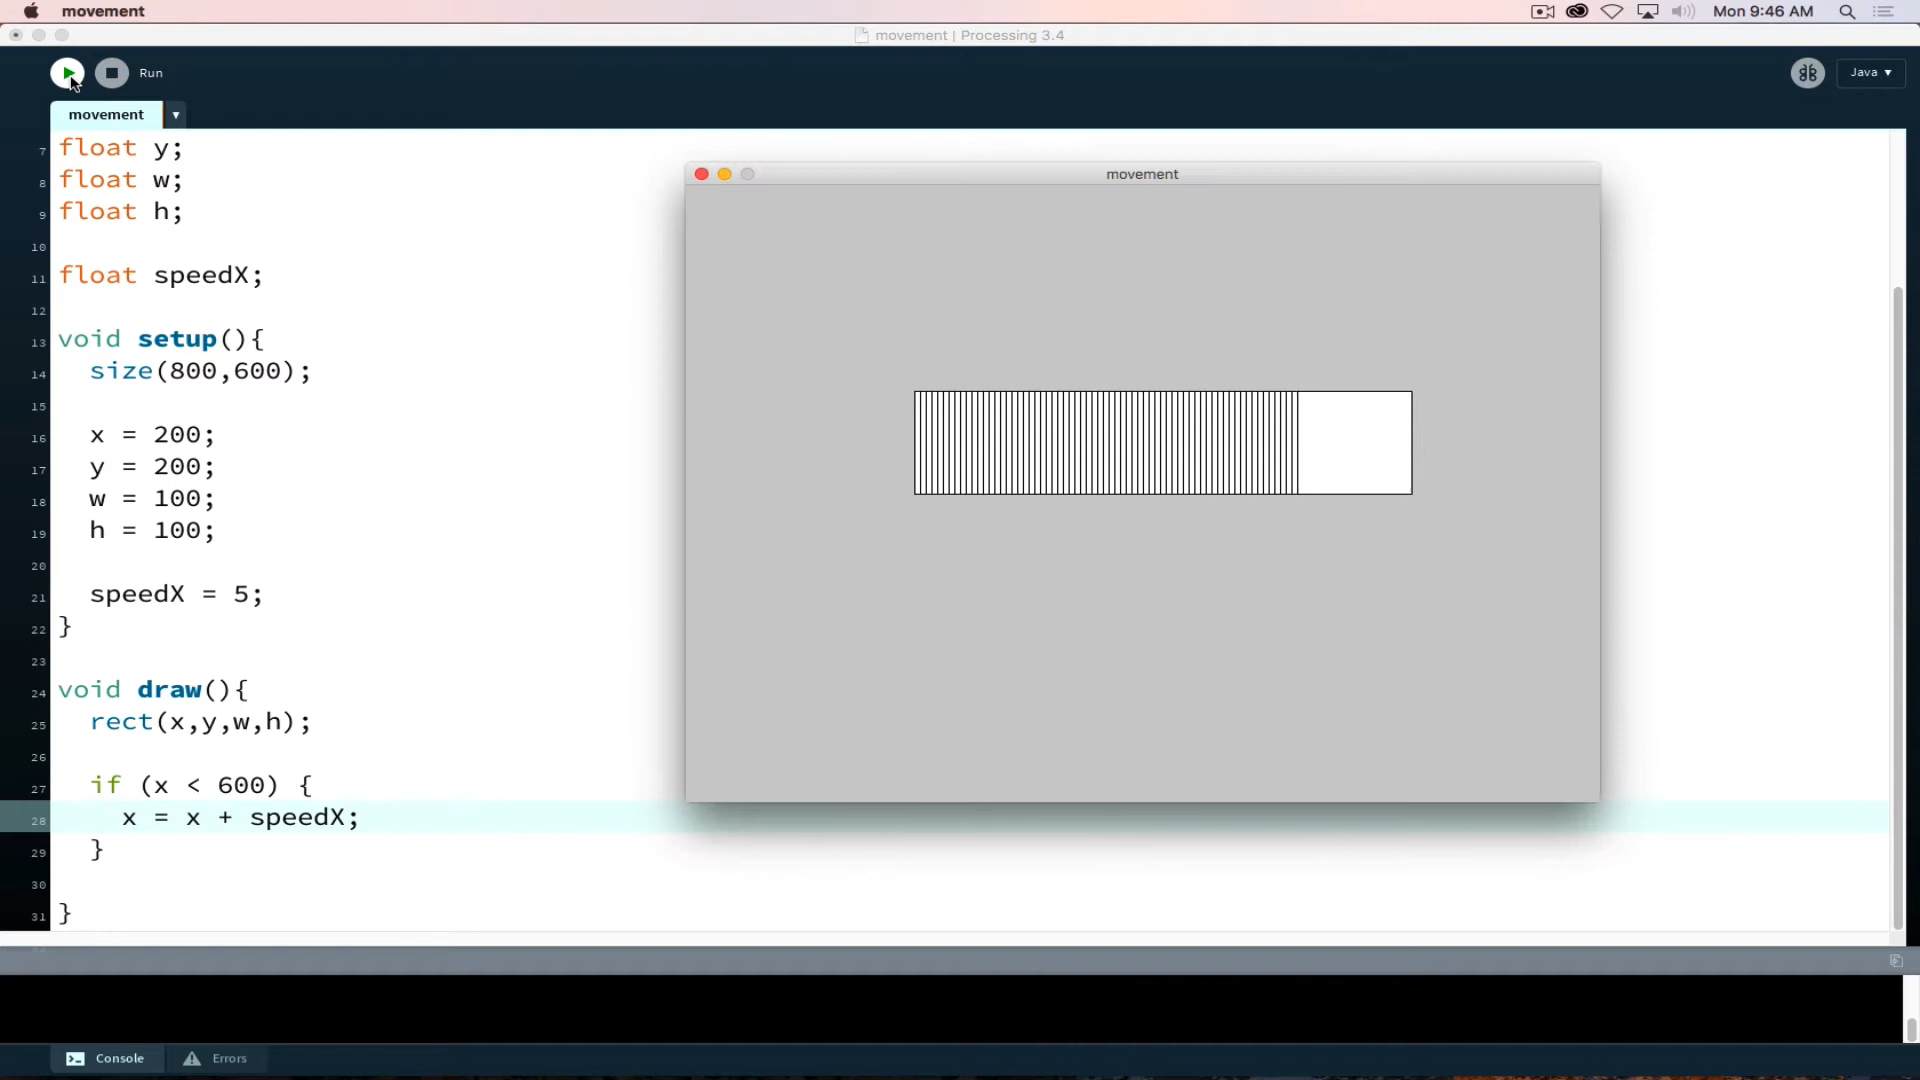 movement
Mon 9:46 AM
movement | Processing 3.4
Run
Java ▾
movement ▾
7 float y;
8 float w;
9 float h;
10
11 float speedX;
12
13 void setup(){
14   size(800,600);
15
16   x = 200;
17   y = 200;
18   w = 100;
19   h = 100;
20
21   speedX = 5;
22 }
23
24 void draw(){
25   rect(x,y,w,h);
26
27   if (x < 600) {
28     x = x + speedX;
29   }
30
31 }
movement
Console
Errors